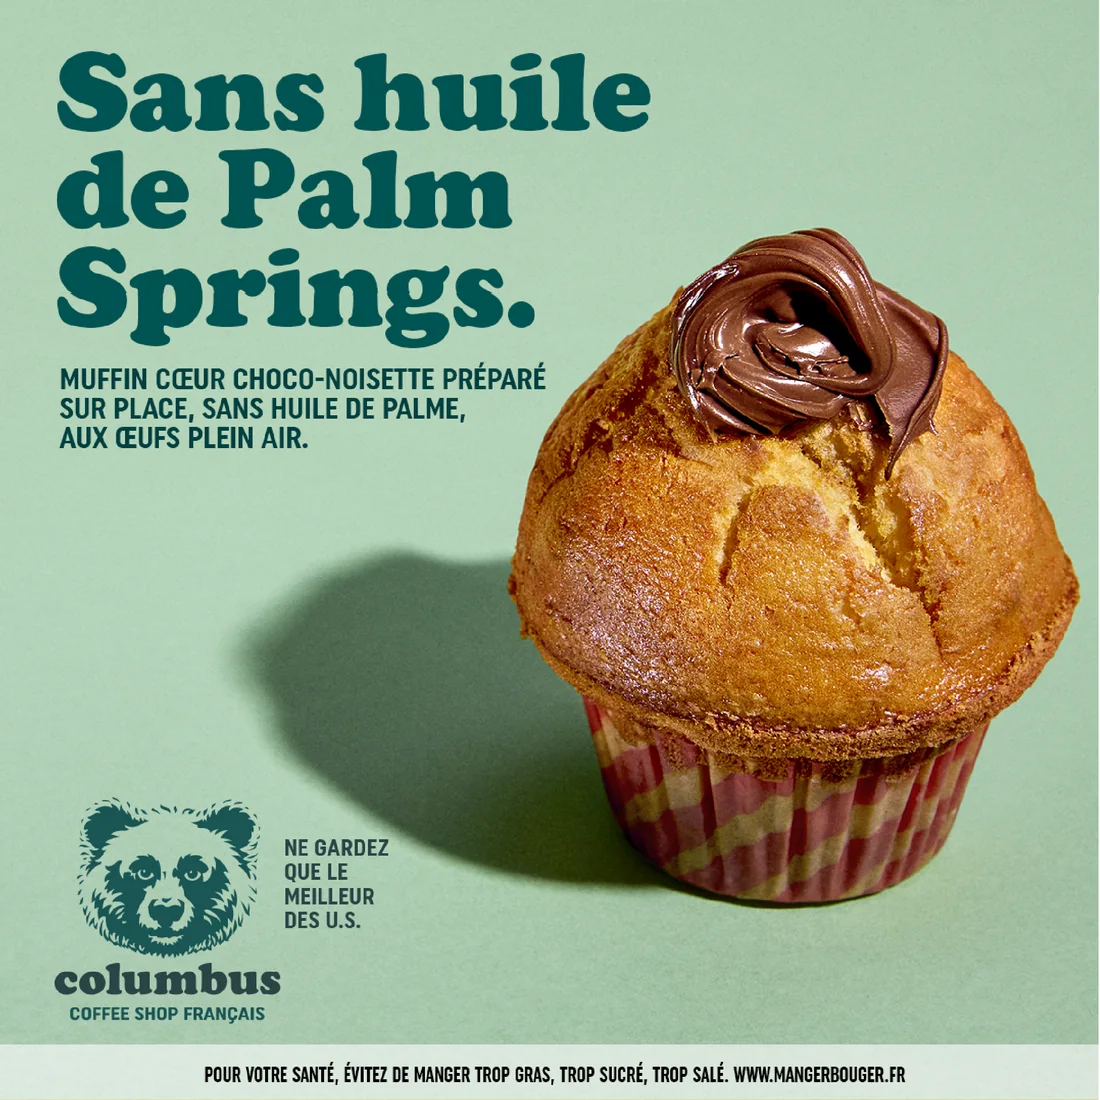 Sans huile
de Palm
Springs.
MUFFIN CŒUR CHOCO-NOISETTE PRÉPARÉ
SUR PLACE, SANS HUILE DE PALME,
AUX ŒUFS PLEIN AIR.
NE GARDEZ
QUE LE
MEILLEUR
DES U.S.
columbus
COFFEE SHOP FRANÇAIS
POUR VOTRE SANTÉ, ÉVITEZ DE MANGER TROP GRAS, TROP SUCRÉ, TROP SALÉ. WWW.MANGERBOUGER.FR